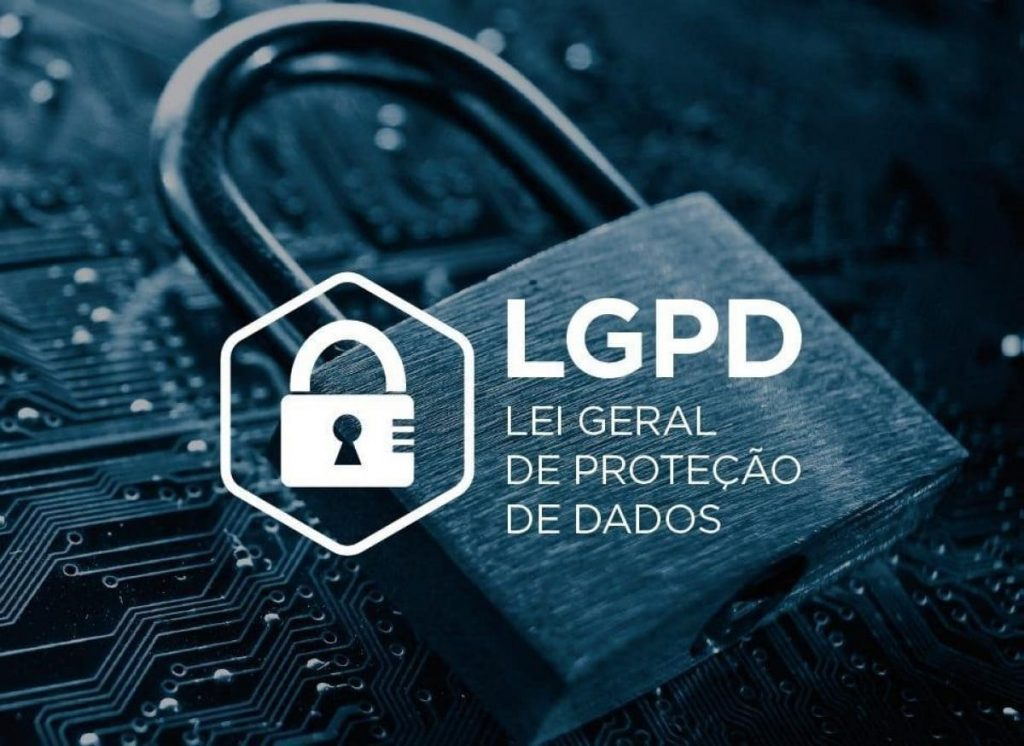 LGPD
LEI GERAL
DE PROTEÇÃO
DE DADOS